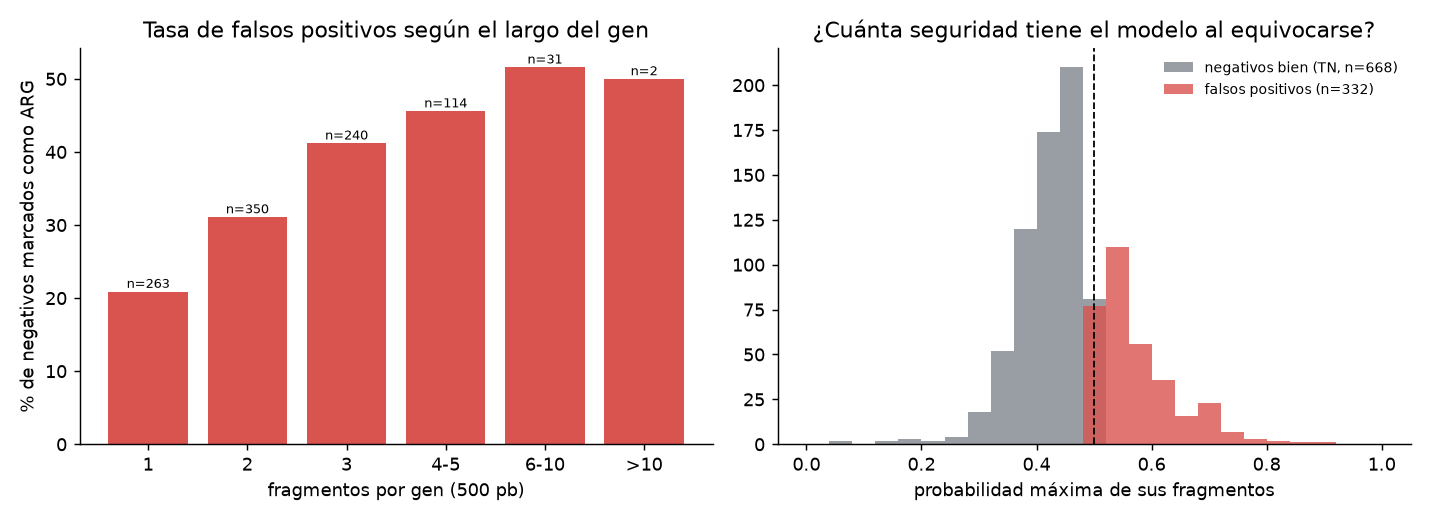 Tasa de falsos positivos según el largo del gen
% de negativos marcados como ARG
50
40
30
20
10
0
n=263
n=350
n=240
n=114
n=31
n=2
1
2
3
4-5
6-10
>10
fragmentos por gen (500 pb)
¿Cuánta seguridad tiene el modelo al equivocarse?
negativos bien (TN, n=668)
falsos positivos (n=332)
200
175
150
125
100
75
50
25
0
0.0
0.2
0.4
0.6
0.8
1.0
probabilidad máxima de sus fragmentos